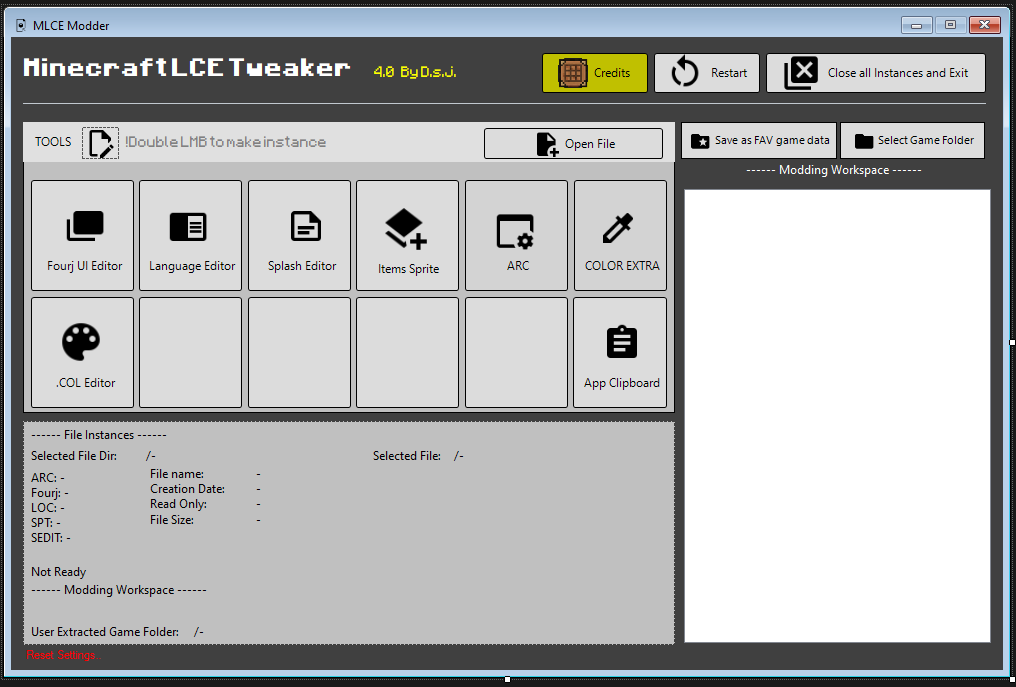 MLCE Modder
MinecraftLCETweaker 4.0 By D.s.j. Credits Restart Close all Instances and Exit
TOOLS !Double LMB to make instance Open File Save as FAV game data Select Game Folder
------ Modding Workspace ------
Fourj UI Editor Language Editor Splash Editor Items Sprite ARC COLOR EXTRA
.COL Editor App Clipboard
------ File Instances ------
Selected File Dir: /- Selected File: /-
ARC: - File name: -
Fourj: - Creation Date: -
LOC: - Read Only: -
SPT: - File Size: -
SEDIT: -
Not Ready
------ Modding Workspace ------
User Extracted Game Folder: /-
Reset Settings...